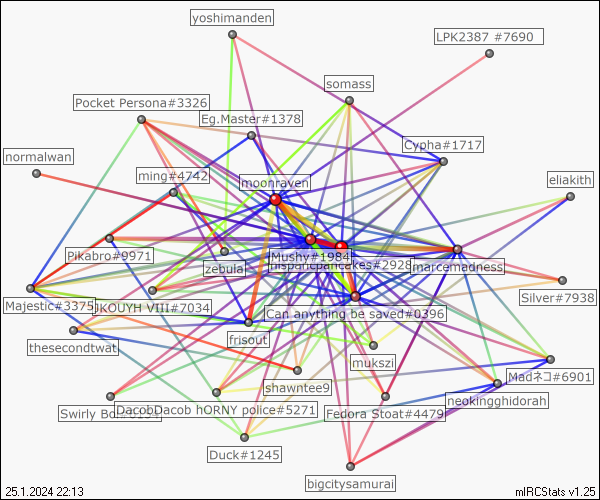 yoshimanden
LPK2387 #7690
somass
Pocket Persona#3326
Eg.Master#1378
Cypha#1717
normalwan
ming#4742
moonraven
eliakith
Pikabro#9971
Mushy#1984
zebula
hispanicpancakes#2928
marcemadness
Majestic#3375
VIII#7034
Silver#7938
Can anything be saved#0396
thesecondtwat
frisout
mukszi
Madネコ#6901
shawntee9
neokingghidorah
Swirly
DacobDacob hORNY police#5271
Fedora Stoat#4479
Duck#1245
bigcitysamurai
25.1.2024 22:13
mIRCStats v1.25